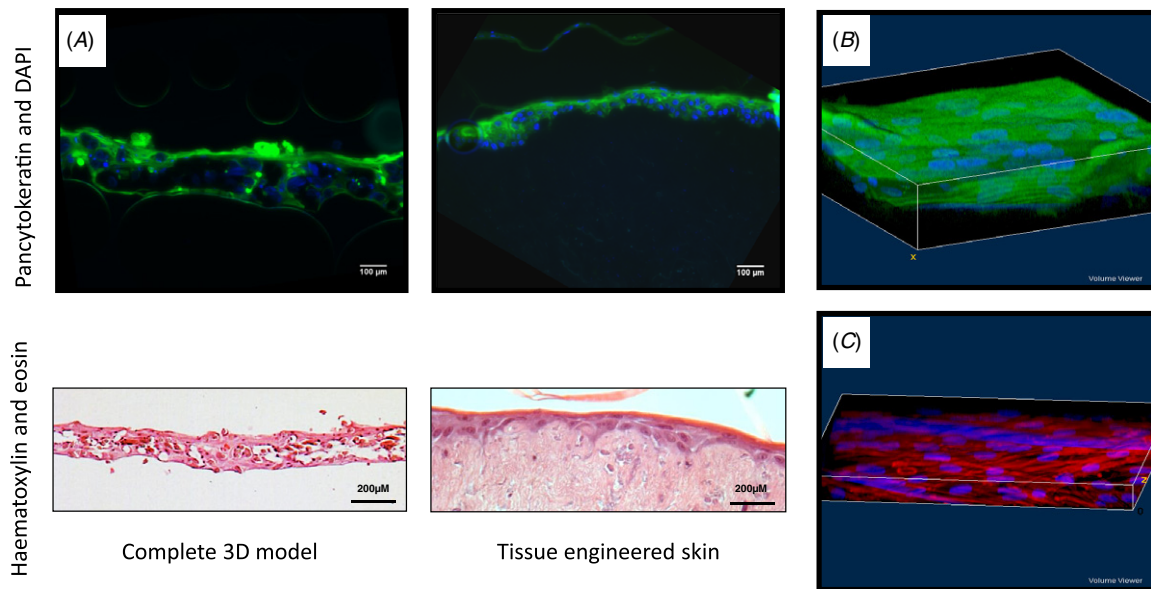 Pancytokeratin and DAPI
(A)
100 µm
100 µm
(B)
x
Volume Viewer
Haematoxylin and eosin
200µM
200µM
(C)
z
0
Volume Viewer
Complete 3D model
Tissue engineered skin